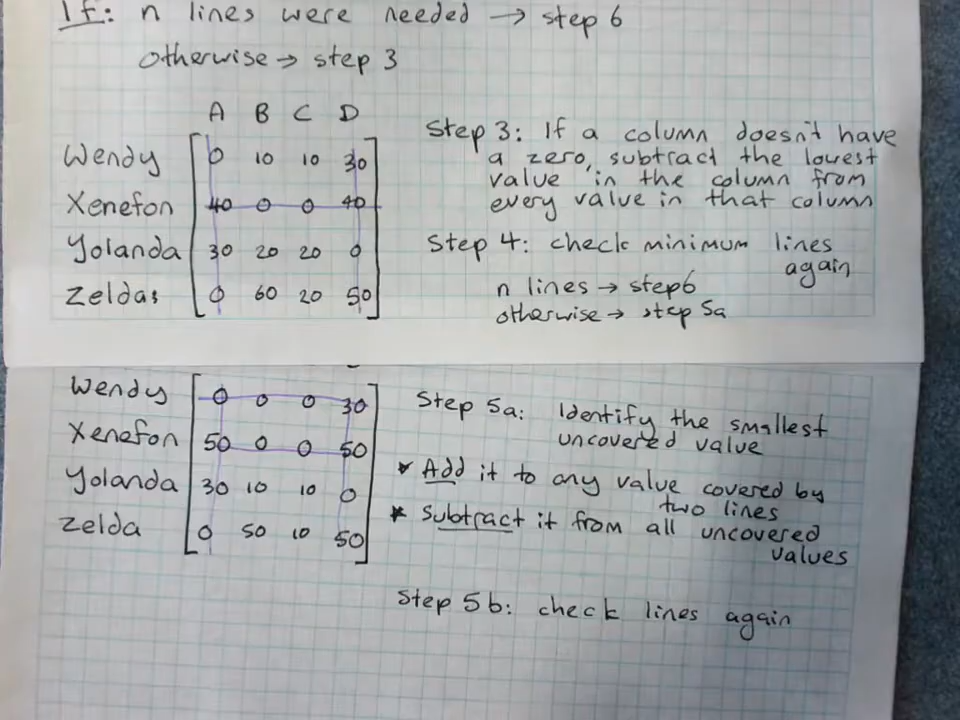 If: n lines were needed → step 6
otherwise → step 3
A B C D
Wendy 0 10 10 30
Xenefon 40 0 0 40
Yolanda 30 20 20 0
Zeldas 0 60 20 50
Step 3: If a column doesn't have
a zero, subtract the lowest
value in the column from
every value in that column
Step 4: check minimum lines
again
n lines → step6
otherwise → step 5a
Wendy 0 0 0 30
Xenefon 50 0 0 50
Yolanda 30 10 10 0
Zelda 0 50 10 50
Step 5a: Identify the smallest
uncovered value
* Add it to any value covered by
two lines
* Subtract it from all uncovered
values
Step 5b: check lines again